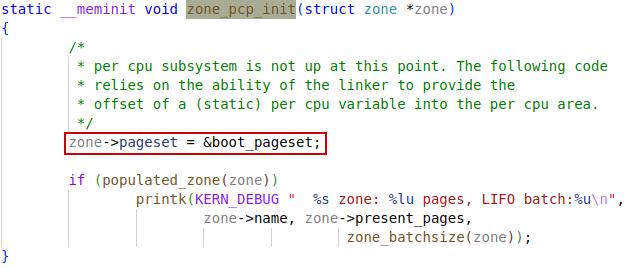 static __meminit void zone_pcp_init(struct zone *zone)
{
        /*
         * per cpu subsystem is not up at this point. The following code
         * relies on the ability of the linker to provide the
         * offset of a (static) per cpu variable into the per cpu area.
         */
        zone->pageset = &boot_pageset;

        if (populated_zone(zone))
                printk(KERN_DEBUG "  %s zone: %lu pages, LIFO batch:%u\n",
                        zone->name, zone->present_pages,
                                         zone_batchsize(zone));
}